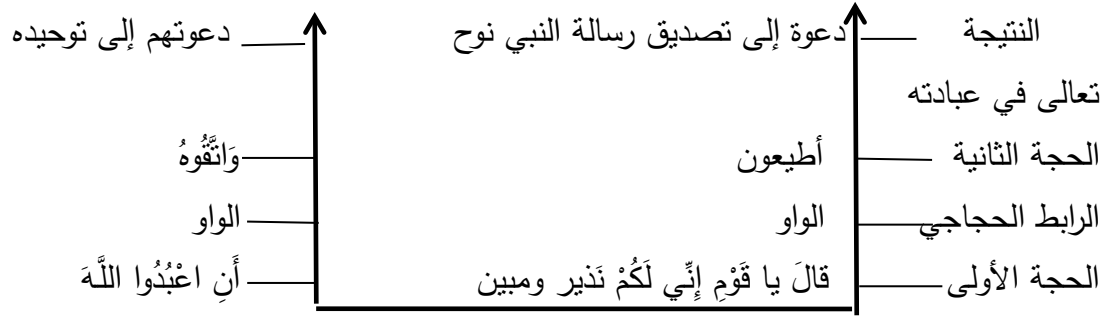 النتيجة دعوة إلى تصديق رسالة النبي نوح دعوتهم إلى توحيده
تعالى في عبادته
الحجة الثانية أطيعون وَاتَّقُوهُ
الرابط الحجاجي الواو الواو
الحجة الأولى قالَ يا قَوْمِ إِنِّي لَكُمْ نَذير ومبين أَنِ اعْبُدُوا اللَّهَ